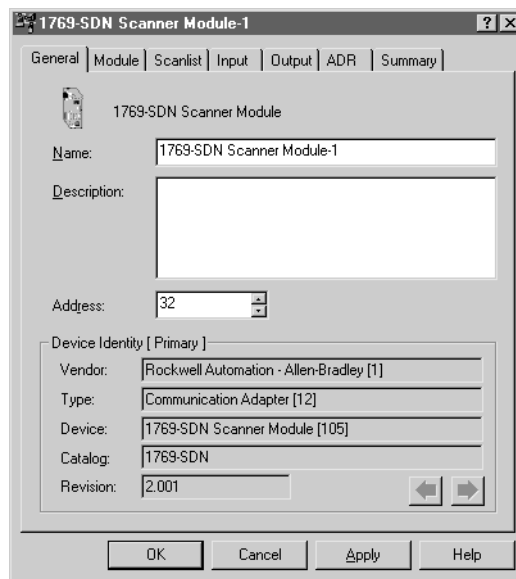 1769-SDN Scanner Module-1
General Module Scanlist Input Output ADR Summary
1769-SDN Scanner Module
Name: 1769-SDN Scanner Module-1
Description:
Address: 32
Device Identity [ Primary ]
Vendor: Rockwell Automation - Allen-Bradley [1]
Type: Communication Adapter [12]
Device: 1769-SDN Scanner Module [105]
Catalog: 1769-SDN
Revision: 2.001
OK Cancel Apply Help